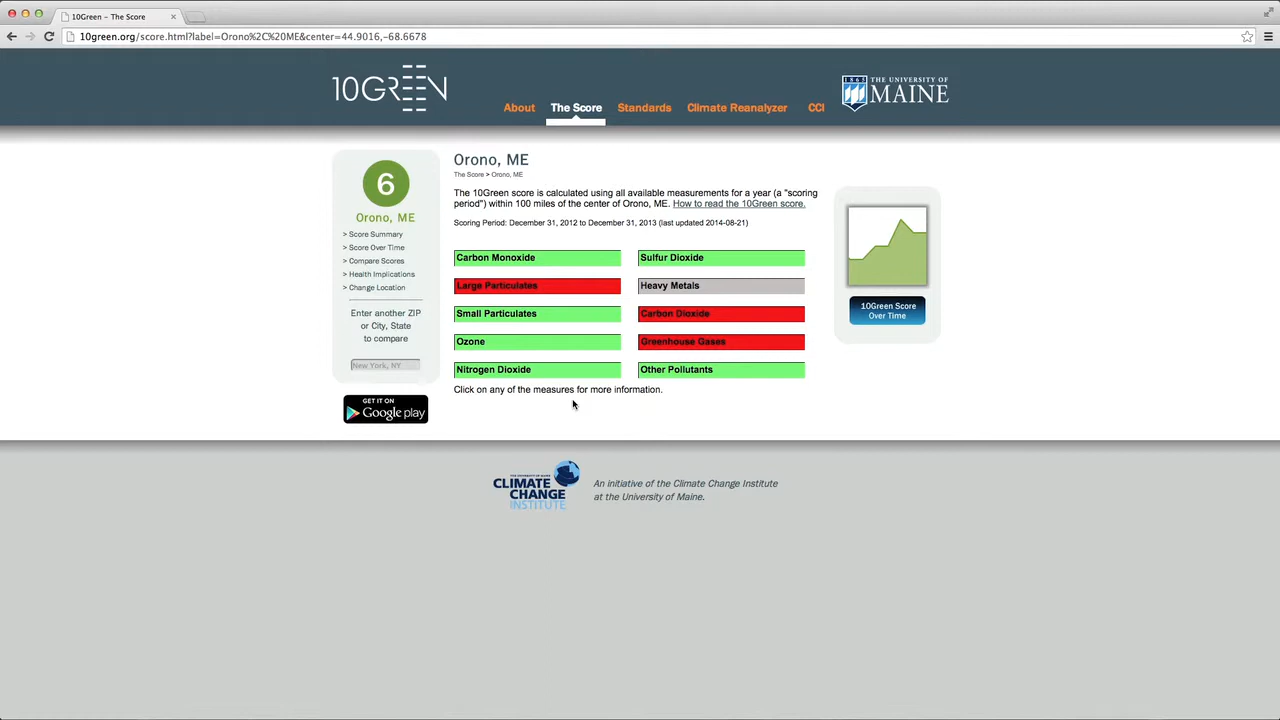 10Green - The Score
10green.org/score.html?label=Orono%2C%20ME&center=44.9016,-68.6678
10GREEN
About
The Score
Standards
Climate Reanalyzer
CCI
1865
THE UNIVERSITY OF
MAINE
6
Orono, ME
> Score Summary
> Score Over Time
> Compare Scores
> Health Implications
> Change Location
Enter another ZIP
or City, State
to compare
New York, NY
GET IT ON
Google play
Orono, ME
The Score > Orono, ME
The 10Green score is calculated using all available measurements for a year (a "scoring
period") within 100 miles of the center of Orono, ME. How to read the 10Green score.
Scoring Period: December 31, 2012 to December 31, 2013 (last updated 2014-08-21)
Carbon Monoxide
Sulfur Dioxide
Large Particulates
Heavy Metals
Small Particulates
Carbon Dioxide
Ozone
Greenhouse Gases
Nitrogen Dioxide
Other Pollutants
Click on any of the measures for more information.
10Green Score
Over Time
THE UNIVERSITY OF MAINE
CLIMATE
CHANGE
INSTITUTE
An initiative of the Climate Change Institute
at the University of Maine.